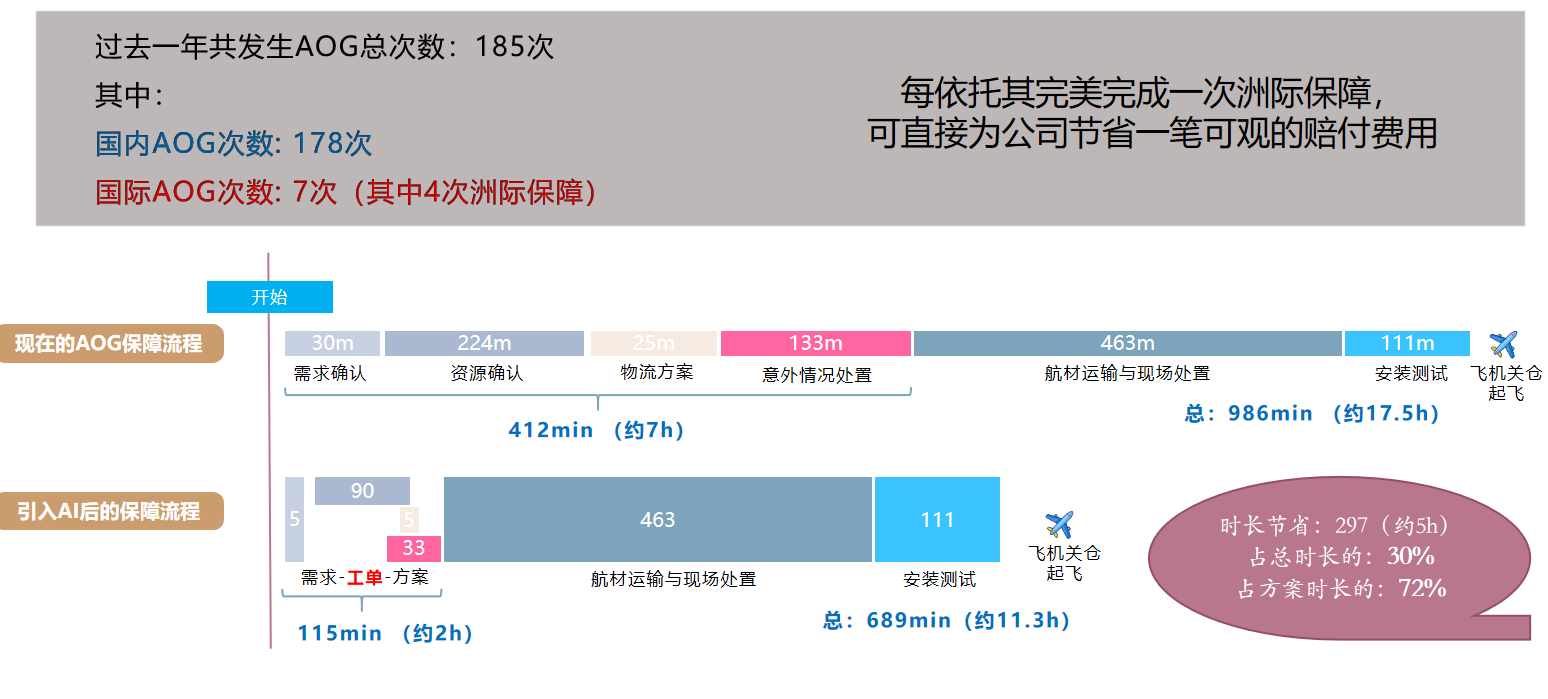 过去一年共发生AOG总次数：185次
其中：
国内AOG次数: 178次
国际AOG次数: 7次（其中4次洲际保障）
每依托其完美完成一次洲际保障，
可直接为公司节省一笔可观的赔付费用
开始
现在的AOG保障流程
30m
224m
25m
133m
463m
111m
需求确认
资源确认
物流方案
意外情况处置
航材运输与现场处置
安装测试
飞机关仓
起飞
412min （约7h）
总：986min （约17.5h）
引入AI后的保障流程
5
90
5
33
463
111
需求-工单-方案
航材运输与现场处置
安装测试
飞机关仓
起飞
115min （约2h）
总：689min（约11.3h）
时长节省：297（约5h）
占总时长的：30%
占方案时长的：72%